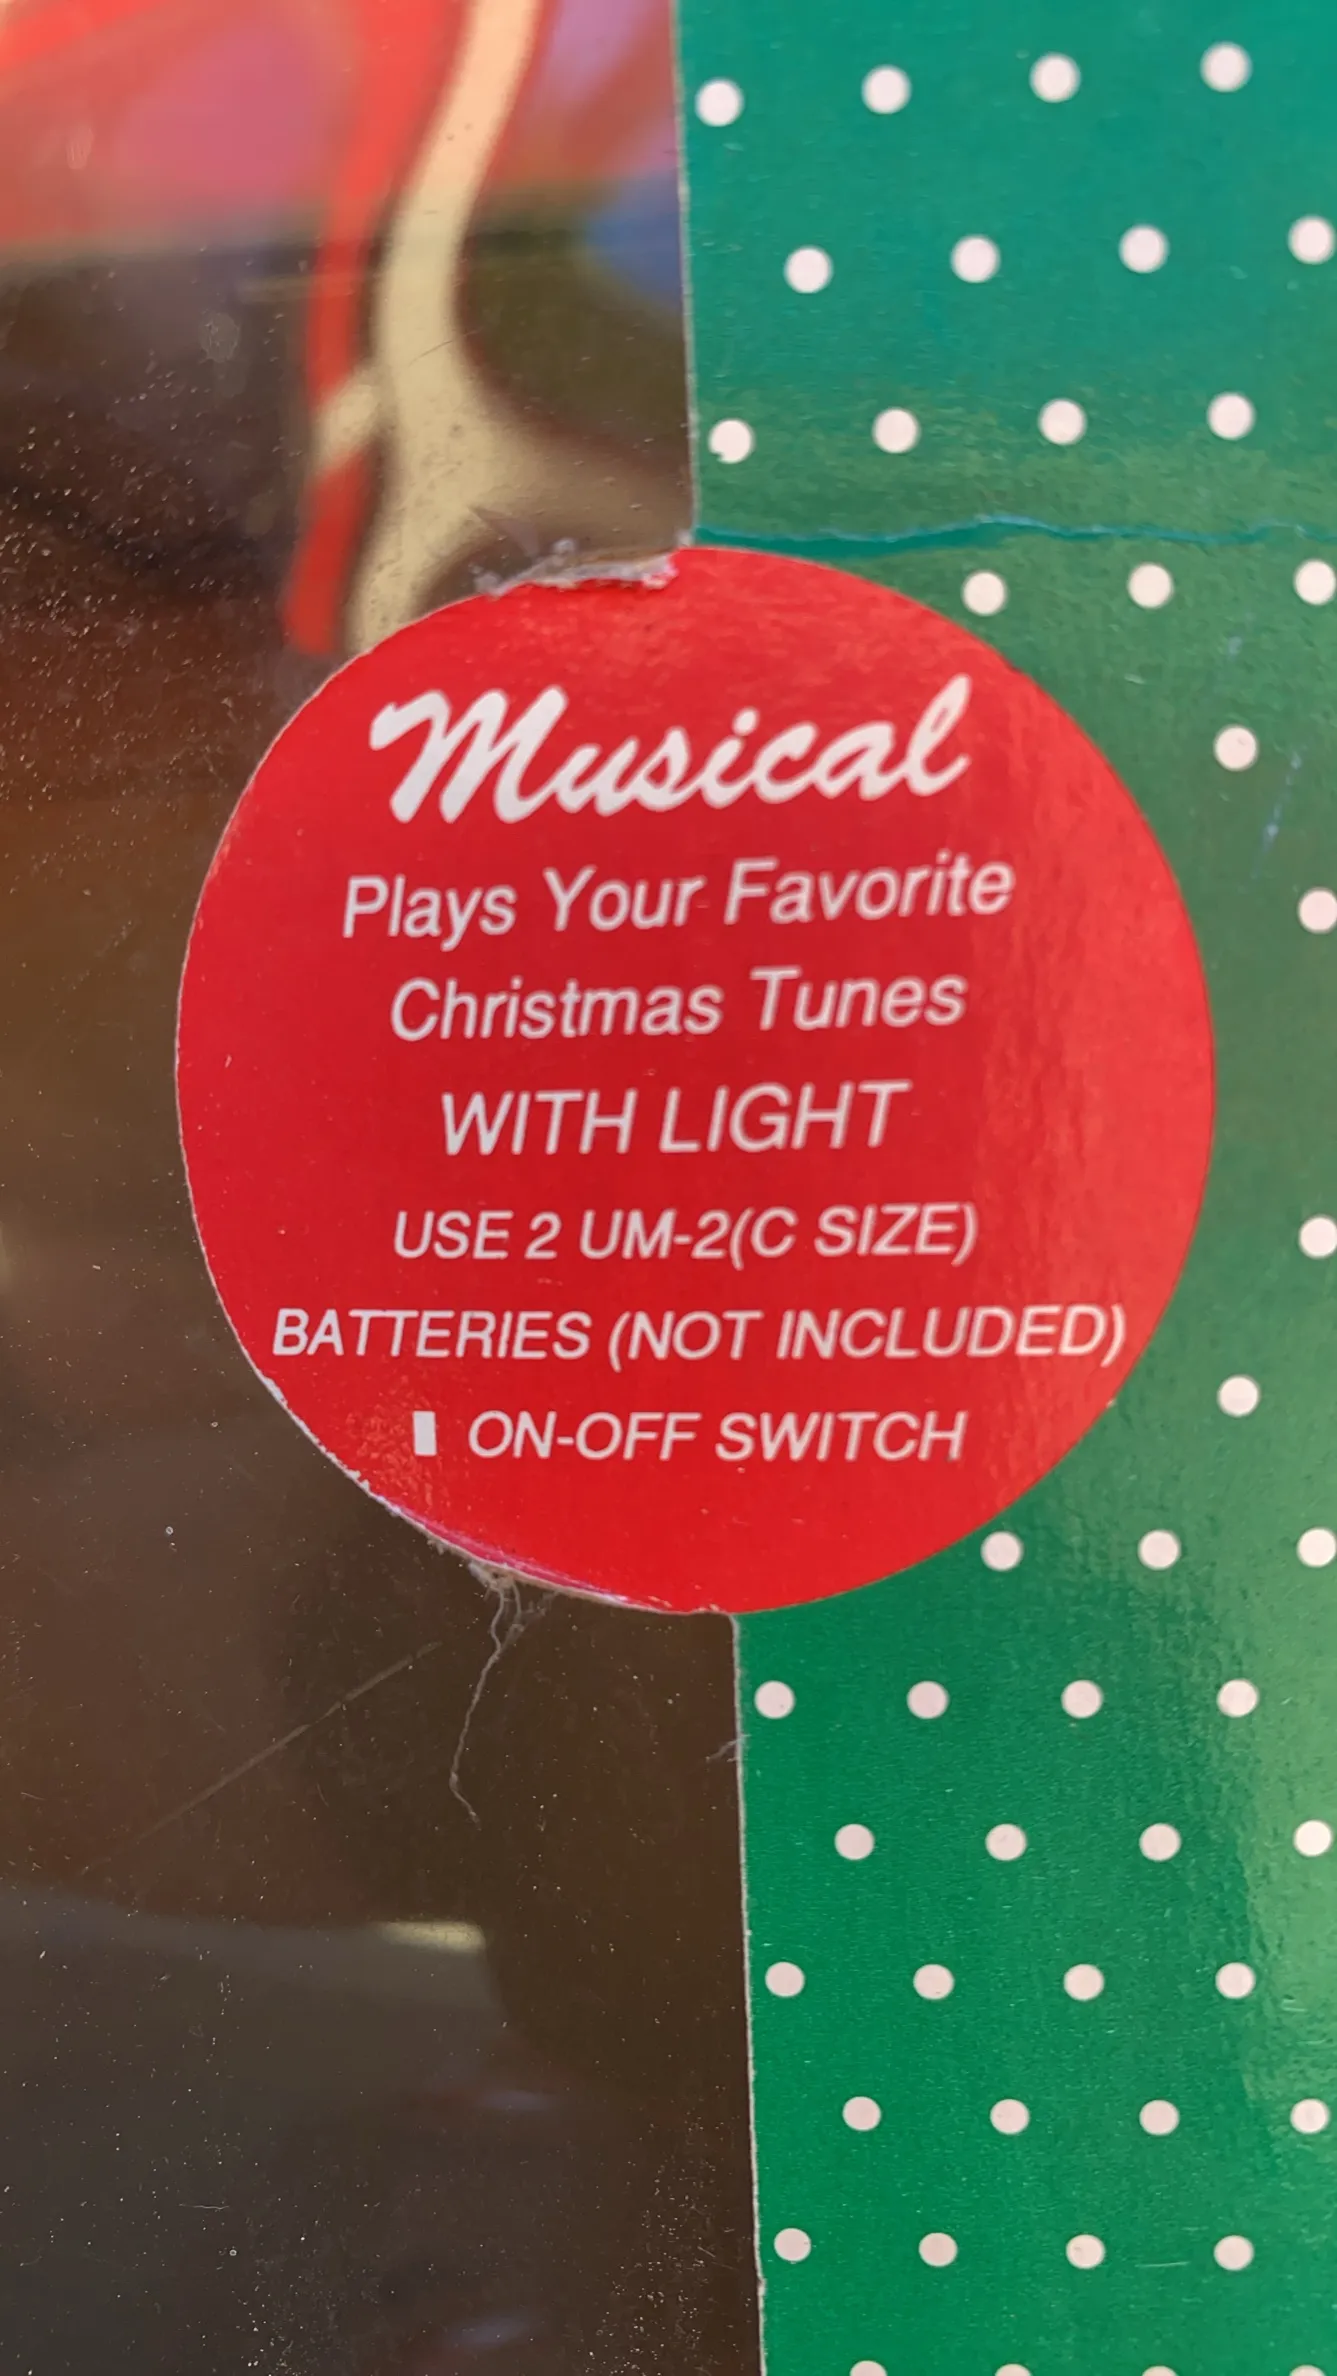 Musical
Plays Your Favorite
Christmas Tunes
WITH LIGHT
USE 2 UM-2(C SIZE)
BATTERIES (NOT INCLUDED)
ON-OFF SWITCH